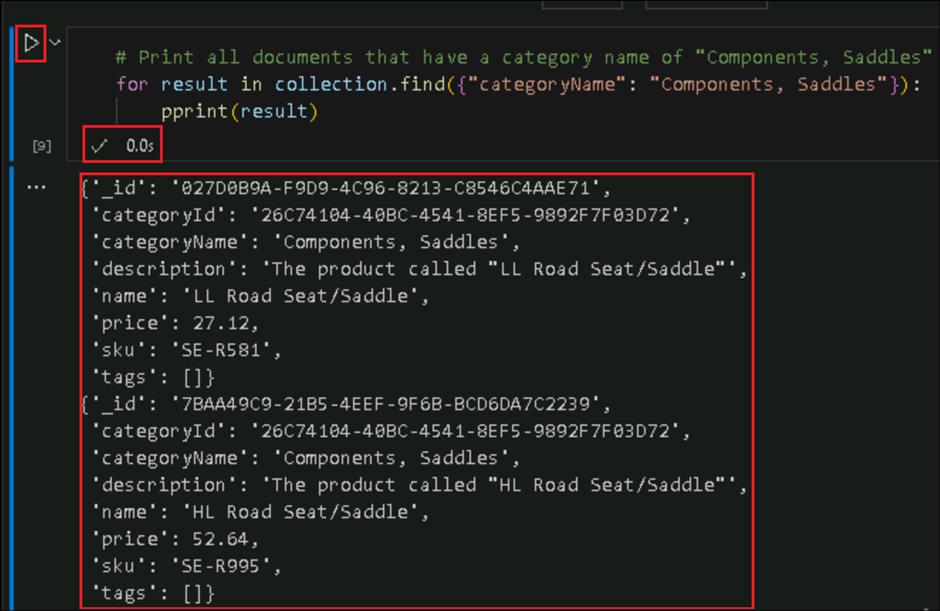 # Print all documents that have a category name of "Components, Saddles"
for result in collection.find({"categoryName": "Components, Saddles"}):
pprint(result)
[9] ✓ 0.0s
... {'_id': '027D0B9A-F9D9-4C96-8213-C8546C4AAE71',
'categoryId': '26C74104-40BC-4541-8EF5-9892F7F03D72',
'categoryName': 'Components, Saddles',
'description': 'The product called "LL Road Seat/Saddle"',
'name': 'LL Road Seat/Saddle',
'price': 27.12,
'sku': 'SE-R581',
'tags': []}
{'_id': '7BAA49C9-21B5-4EEF-9F6B-BCD6DA7C2239',
'categoryId': '26C74104-40BC-4541-8EF5-9892F7F03D72',
'categoryName': 'Components, Saddles',
'description': 'The product called "HL Road Seat/Saddle"',
'name': 'HL Road Seat/Saddle',
'price': 52.64,
'sku': 'SE-R995',
'tags': []}